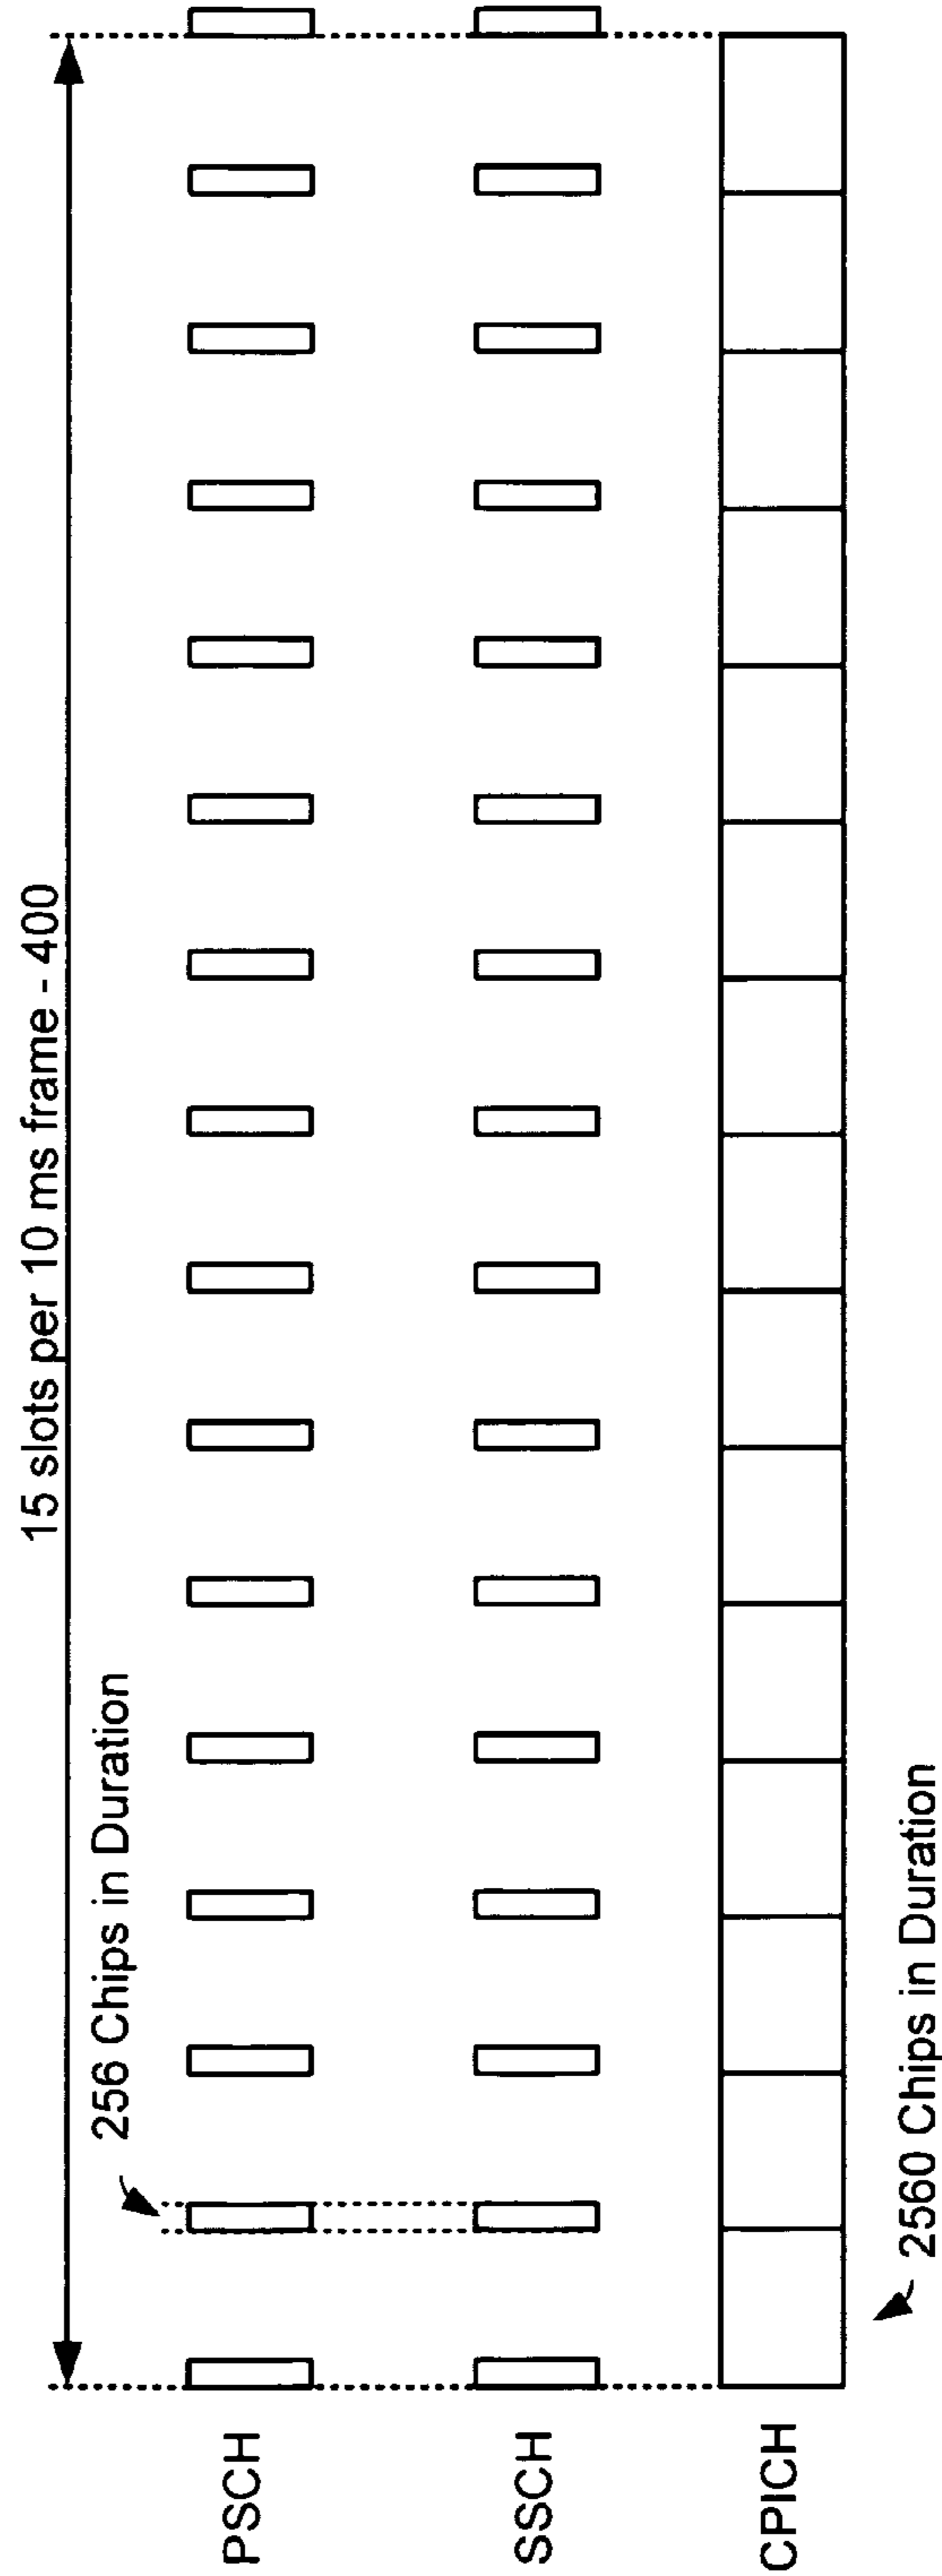 15 slots per 10 ms frame - 400
256 Chips in Duration
PSCH
SSCH
CPICH
2560 Chips in Duration